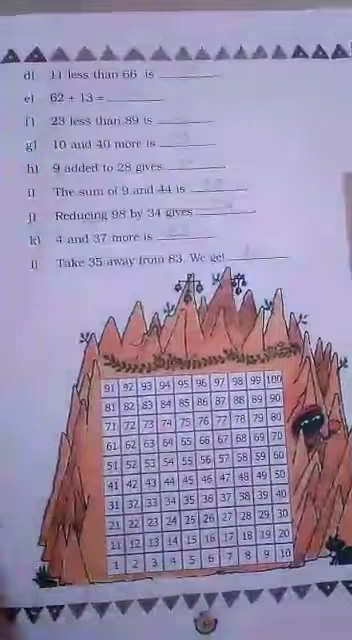 d) 11 less than 66 is
e) 62 + 13 =
f) 23 less than 89 is
g) 10 and 40 more is
h) 9 added to 28 gives
i) The sum of 9 and 44 is
j) Reducing 98 by 34 gives
k) 4 and 37 more is
l) Take 35 away from 83. We get
91 92 93 94 95 96 97 98 99 100
81 82 83 84 85 86 87 88 89 90
71 72 73 74 75 76 77 78 79 80
61 62 63 64 65 66 67 68 69 70
51 52 53 54 55 56 57 58 59 60
41 42 43 44 45 46 47 48 49 50
31 32 33 34 35 36 37 38 39 40
21 22 23 24 25 26 27 28 29 30
11 12 13 14 15 16 17 18 19 20
1 2 3 4 5 6 7 8 9 10